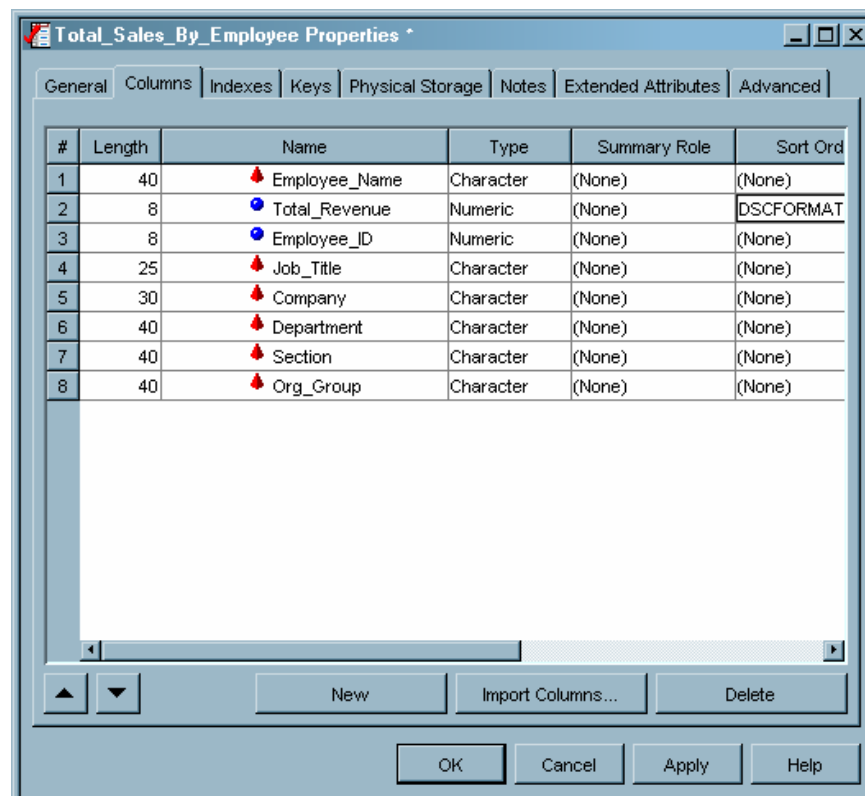 Total_Sales_By_Employee Properties *
General Columns Indexes Keys Physical Storage Notes Extended Attributes Advanced
# Length Name Type Summary Role Sort Ord
1 40 Employee_Name Character (None) (None)
2 8 Total_Revenue Numeric (None) DSCFORMAT
3 8 Employee_ID Numeric (None) (None)
4 25 Job_Title Character (None) (None)
5 30 Company Character (None) (None)
6 40 Department Character (None) (None)
7 40 Section Character (None) (None)
8 40 Org_Group Character (None) (None)
New Import Columns... Delete
OK Cancel Apply Help